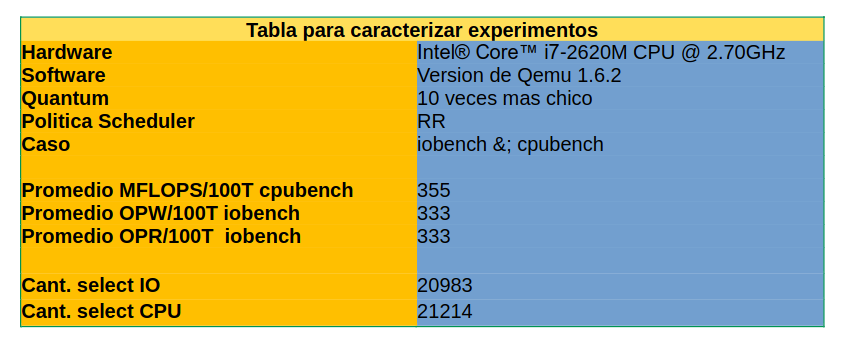 Tabla para caracterizar experimentos
Hardware Intel® Core™ i7-2620M CPU @ 2.70GHz
Software Version de Qemu 1.6.2
Quantum 10 veces mas chico
Politica Scheduler RR
Caso iobench &; cpubench
Promedio MFLOPS/100T cpubench 355
Promedio OPW/100T iobench 333
Promedio OPR/100T  iobench 333
Cant. select IO 20983
Cant. select CPU 21214